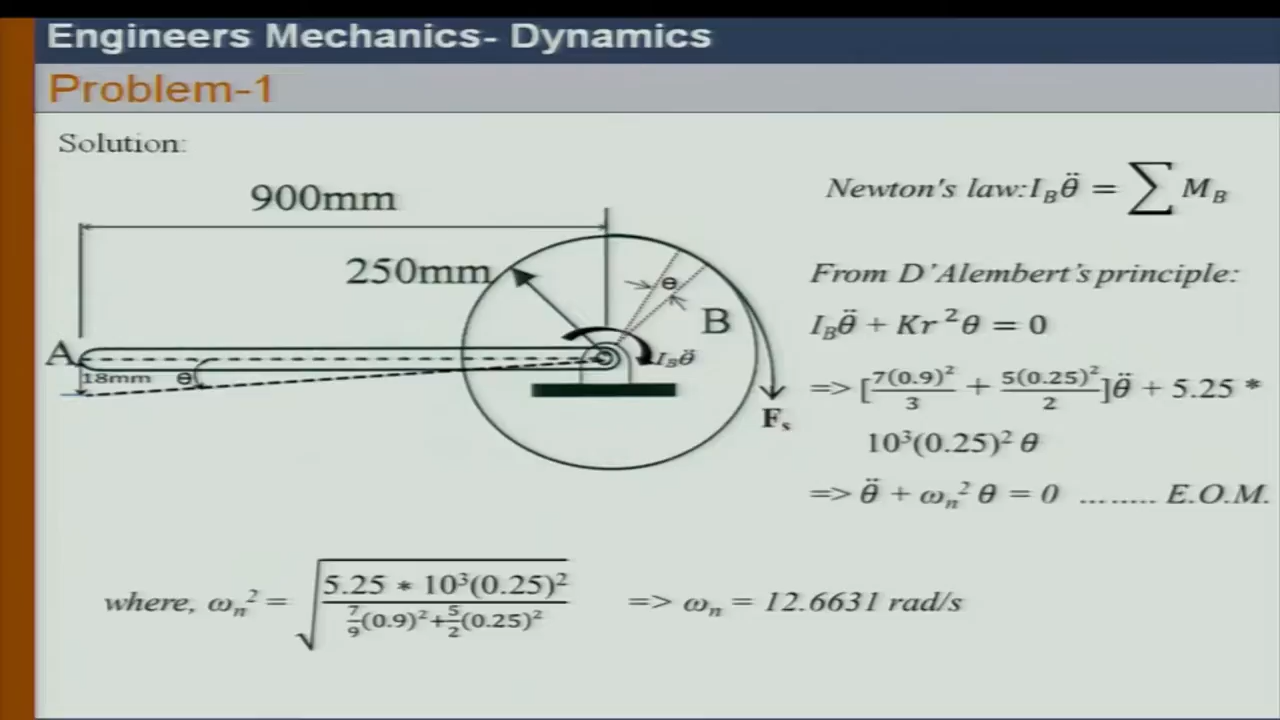 Engineers Mechanics- Dynamics
Problem-1
Solution:
900mm
250mm
θ
B
A
18mm
θ
I_Bθ̈
F_s
Newton's law:I_Bθ̈ = ∑ M_B
From D'Alembert's principle:
I_Bθ̈ + Kr²θ = 0
=> [7(0.9)²/3 + 5(0.25)²/2]θ̈ + 5.25 *
10³(0.25)² θ
=> θ̈ + ω_n² θ = 0 ........ E.O.M.
where, ω_n² = √(5.25 * 10³(0.25)² / (7/9(0.9)²+5/2(0.25)²)) => ω_n = 12.6631 rad/s